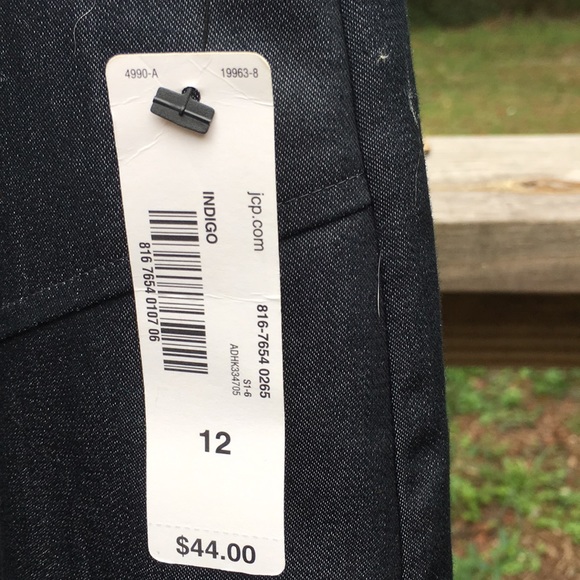 4990-A 19963-8
jcp.com
INDIGO
816 7654 0107 06
816-7654 0265
S1-6
ADHK334705
12
$44.00